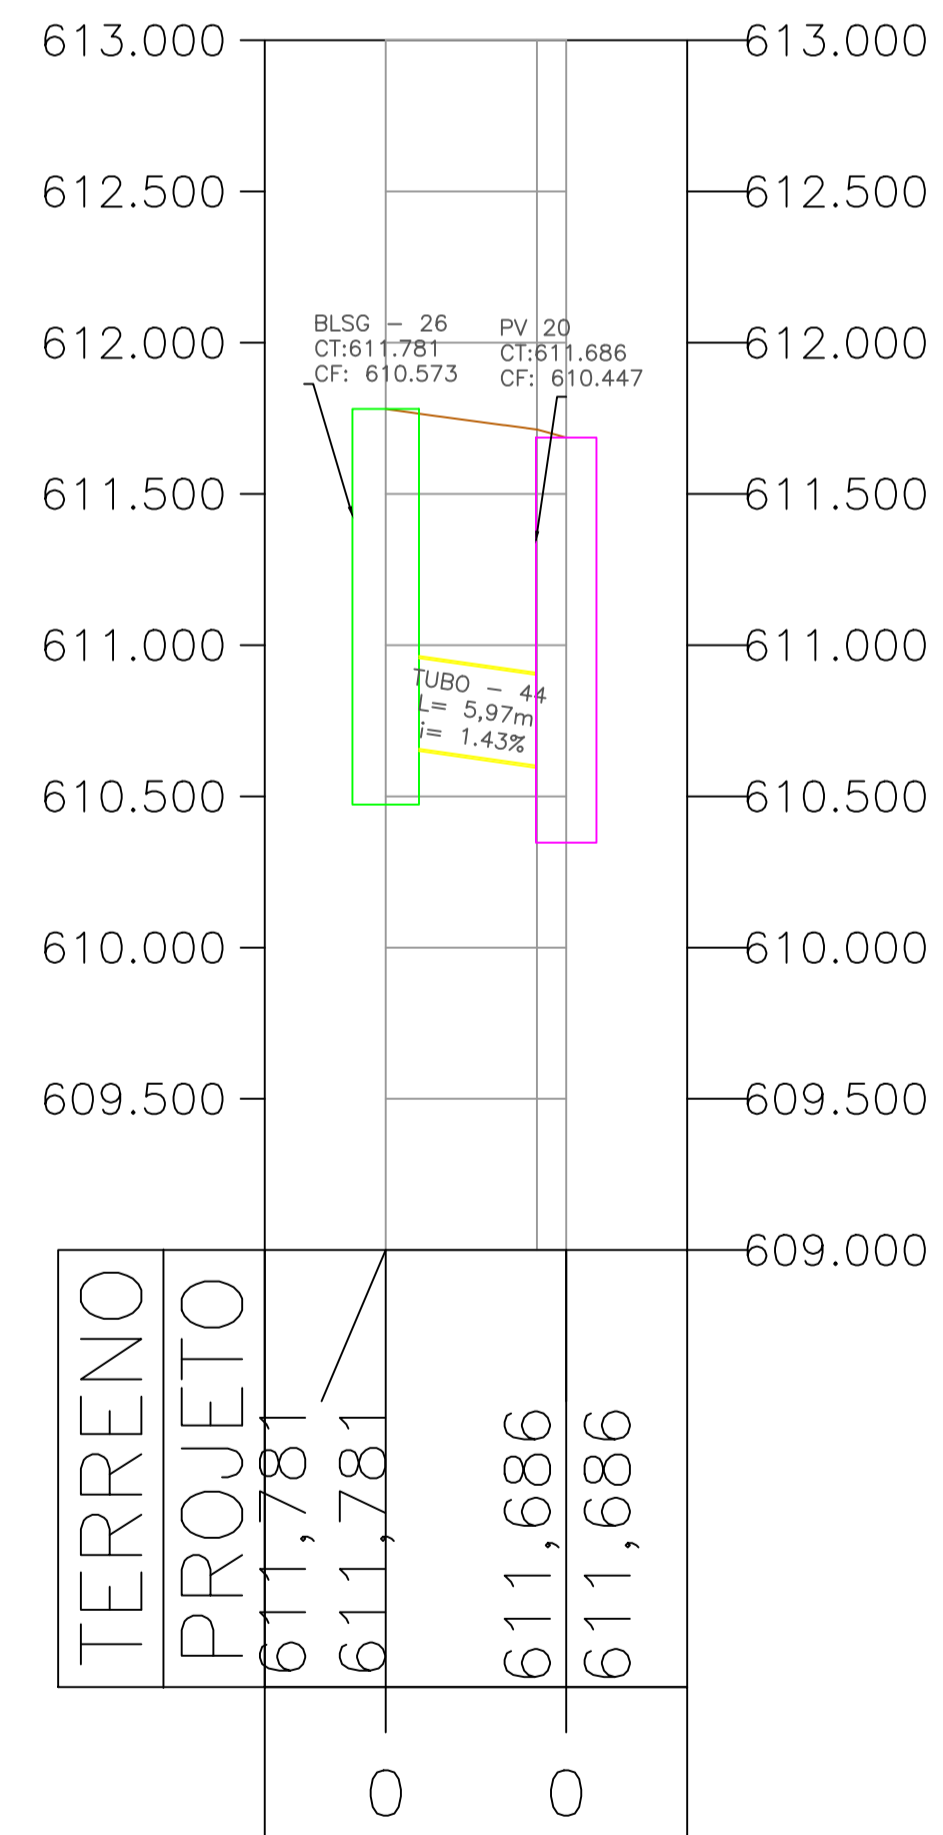 613.000 613.000
612.500 612.500
612.000 612.000
BLSG - 26
CT:611.781
CF: 610.573
PV 20
CT:611.686
CF: 610.447
611.500 611.500
611.000 611.000
TUBO - 44
L= 5,97m
i= 1.43%
610.500 610.500
610.000 610.000
609.500 609.500
609.000
TERRENO
PROJETO
611,781
611,781
611,686
611,686
0 0